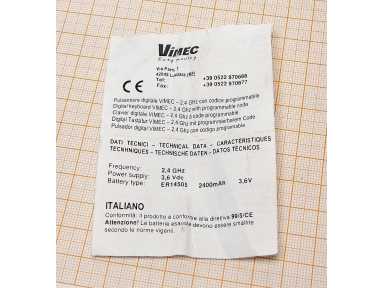 VIMEC
Easy moving
Via Parri, 7
42045 Luzzara (RE)
Tel: +39 0522 970666
Fax: +39 0522 970677
CE
Pulsantiere digitale VIMEC – 2,4 Ghz con codice programmabile
Digital keyboard VIMEC – 2,4 Ghz with programmable code
Clavier digitale VIMEC – 2,4 Ghz à code programmable
Digital Tastatur VIMEC – 2,4 Ghz mit programmierbarem Code
Pulsador digital VIMEC – 2,4 Ghz con código programable
DATI TECNICI - TECHNICAL DATA - CARACTERISTIQUES
TECNHNIQUES - TECHNISCHE DATEN - DATOS TÉCNICOS
Frequency: 2,4 GHz
Power supply: 3,6 Vdc
Battery type: ER14505 2400mAh 3,6V
ITALIANO
Conformità: il prodotto è conforme alla direttiva 99/5/CE
Attenzione! Le batterie esauste devono essere smaltite
secondo le norme vigenti.